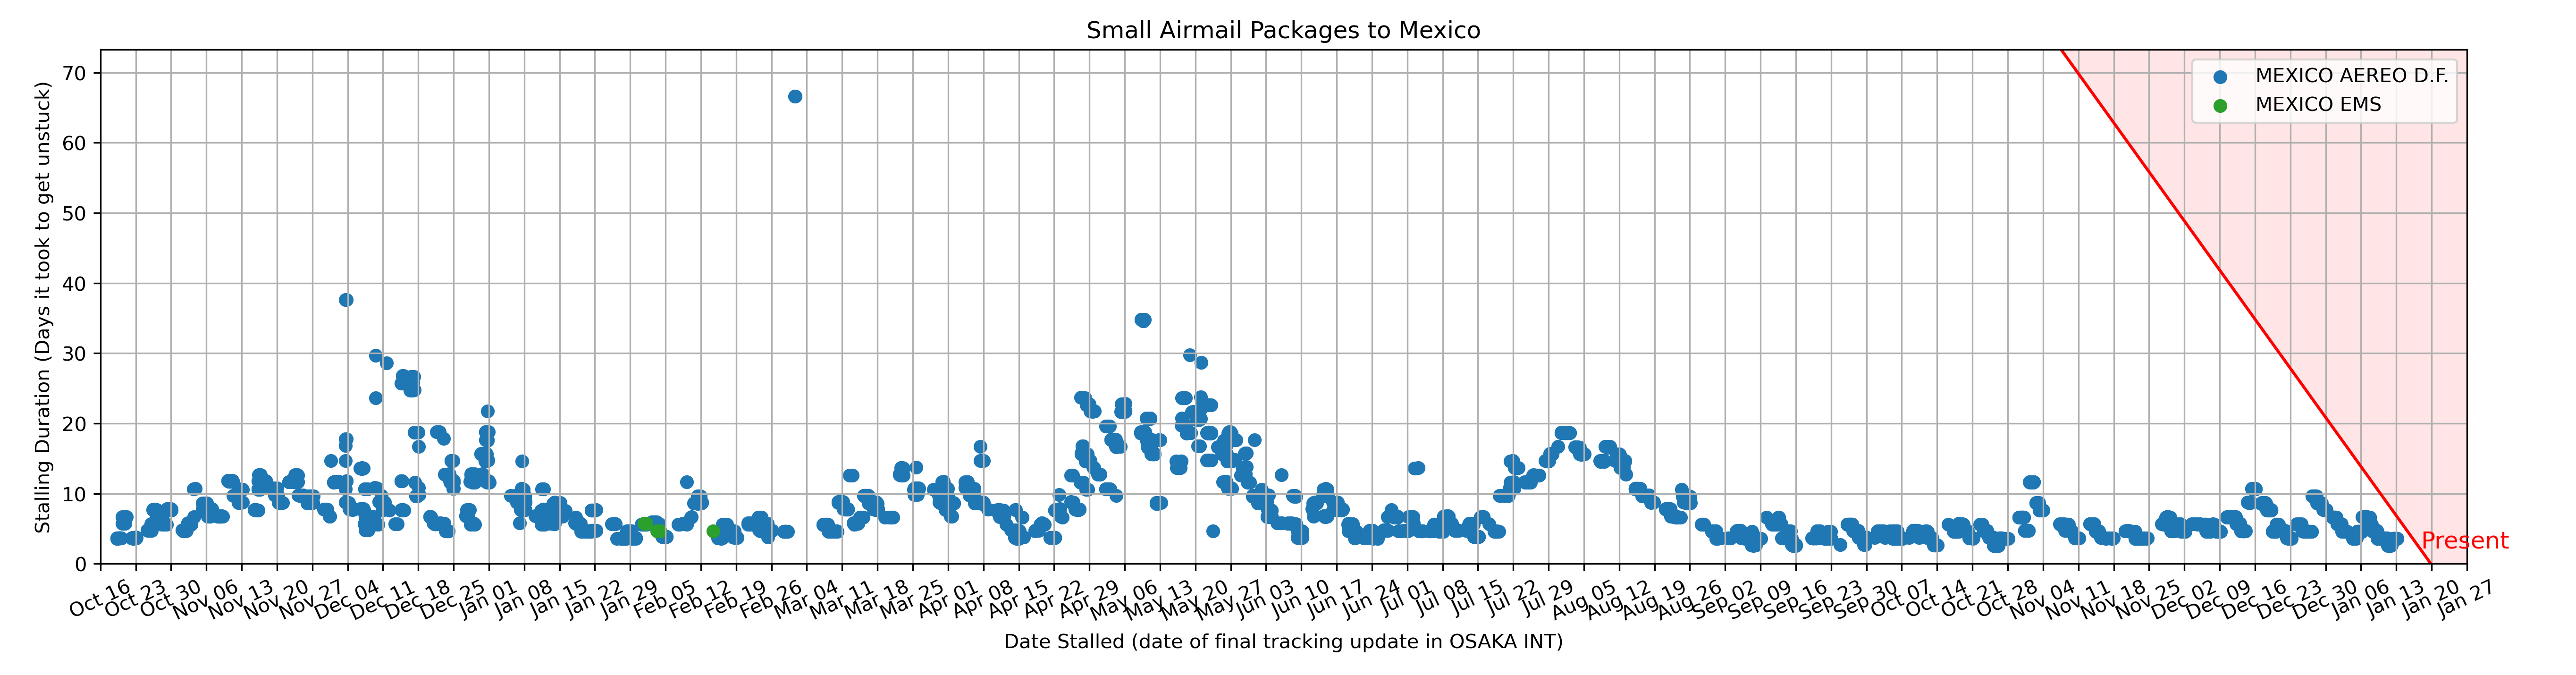 Small Airmail Packages to Mexico
MEXICO AEREO D.F.
MEXICO EMS
Stalling Duration (Days it took to get unstuck)
70
60
50
40
30
20
10
0
Present
Oct 16
Oct 23
Oct 30
Nov 06
Nov 13
Nov 20
Nov 27
Dec 04
Dec 11
Dec 18
Dec 25
Jan 01
Jan 08
Jan 15
Jan 22
Jan 29
Feb 05
Feb 12
Feb 19
Feb 26
Mar 04
Mar 11
Mar 18
Mar 25
Apr 01
Apr 08
Apr 15
Apr 22
Apr 29
May 06
May 13
May 20
May 27
Jun 03
Jun 10
Jun 17
Jun 24
Jul 01
Jul 08
Jul 15
Jul 22
Jul 29
Aug 05
Aug 12
Aug 19
Aug 26
Sep 02
Sep 09
Sep 16
Sep 23
Sep 30
Oct 07
Oct 14
Oct 21
Oct 28
Nov 04
Nov 11
Nov 18
Nov 25
Dec 02
Dec 09
Dec 16
Dec 23
Dec 30
Jan 06
Jan 13
Jan 20
Jan 27
Date Stalled (date of final tracking update in OSAKA INT)